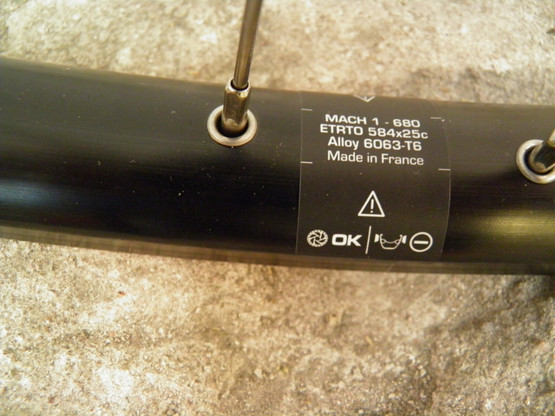 MACH 1 - 680
ETRTO 584x25c
Alloy 6063-T6
Made in France
OK